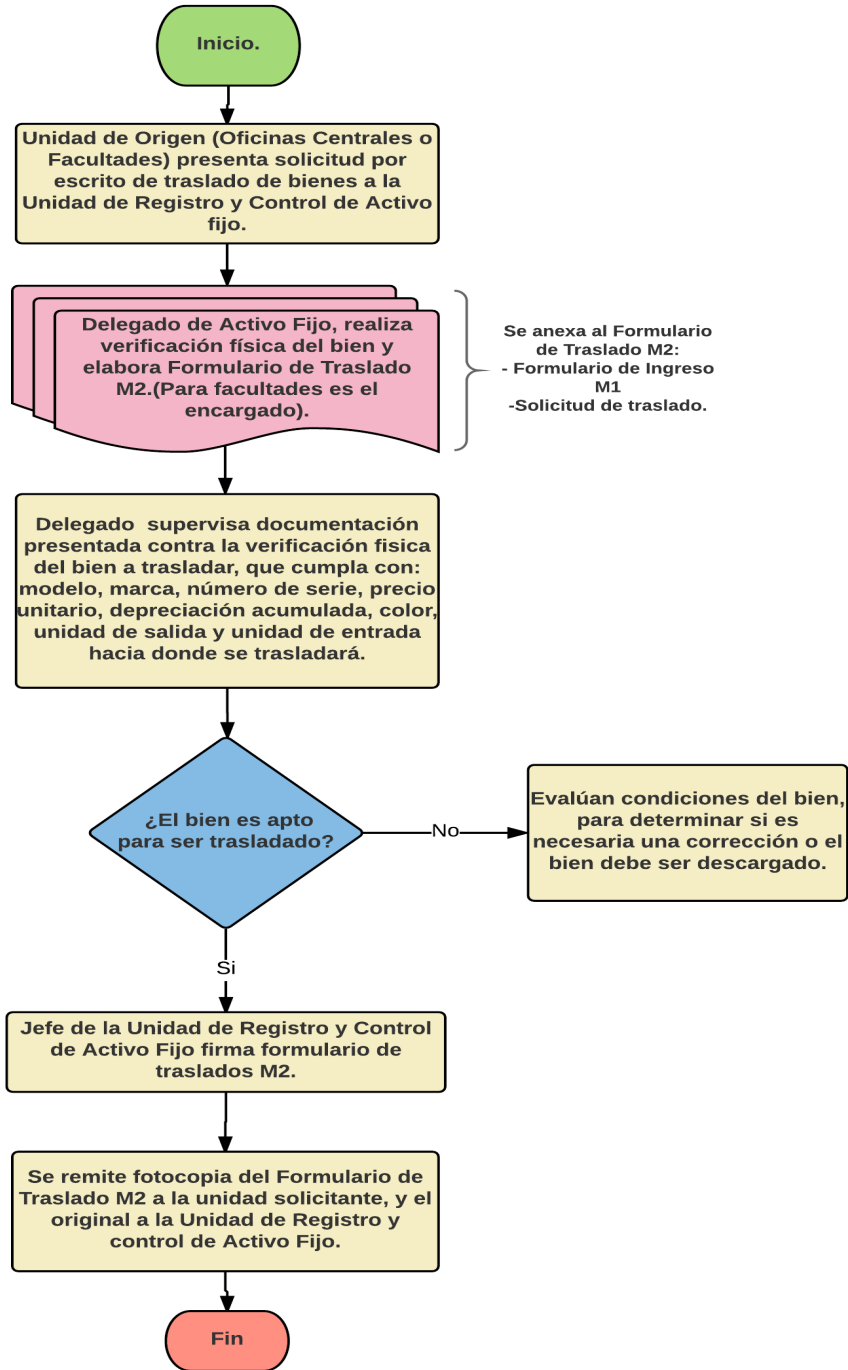 Inicio.
Unidad de Origen (Oficinas Centrales o
Facultades) presenta solicitud por
escrito de traslado de bienes a la
Unidad de Registro y Control de Activo
fijo.
Delegado de Activo Fijo, realiza
verificación física del bien y
elabora Formulario de Traslado
M2.(Para facultades es el
encargado).
Se anexa al Formulario
de Traslado M2:
- Formulario de Ingreso
M1
-Solicitud de traslado.
Delegado supervisa documentación
presentada contra la verificación fisica
del bien a trasladar, que cumpla con:
modelo, marca, número de serie, precio
unitario, depreciación acumulada, color,
unidad de salida y unidad de entrada
hacia donde se trasladará.
¿El bien es apto
para ser trasladado?
No
Evalúan condiciones del bien,
para determinar si es
necesaria una corrección o el
bien debe ser descargado.
Si
Jefe de la Unidad de Registro y Control
de Activo Fijo firma formulario de
traslados M2.
Se remite fotocopia del Formulario de
Traslado M2 a la unidad solicitante, y el
original a la Unidad de Registro y
control de Activo Fijo.
Fin